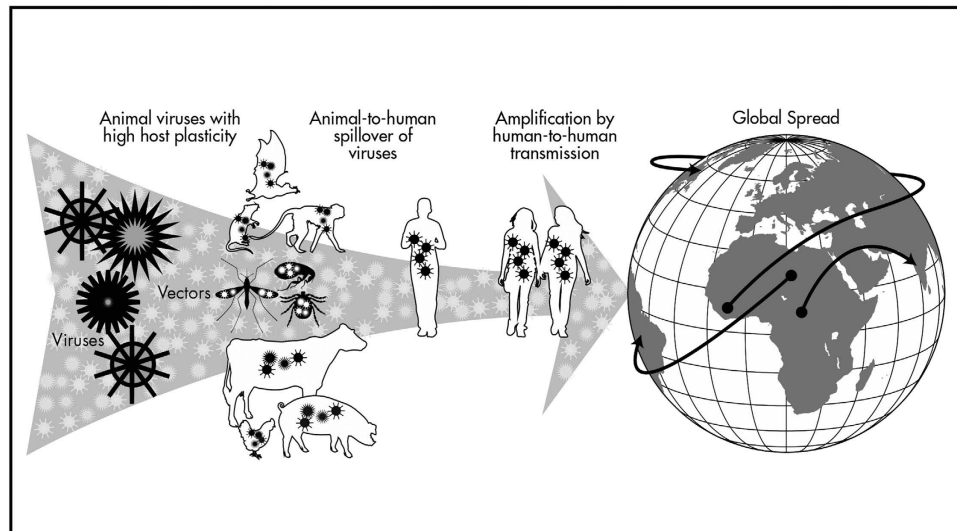 Animal viruses with
high host plasticity
Animal-to-human
spillover of
viruses
Amplification by
human-to-human
transmission
Global Spread
Vectors
Viruses